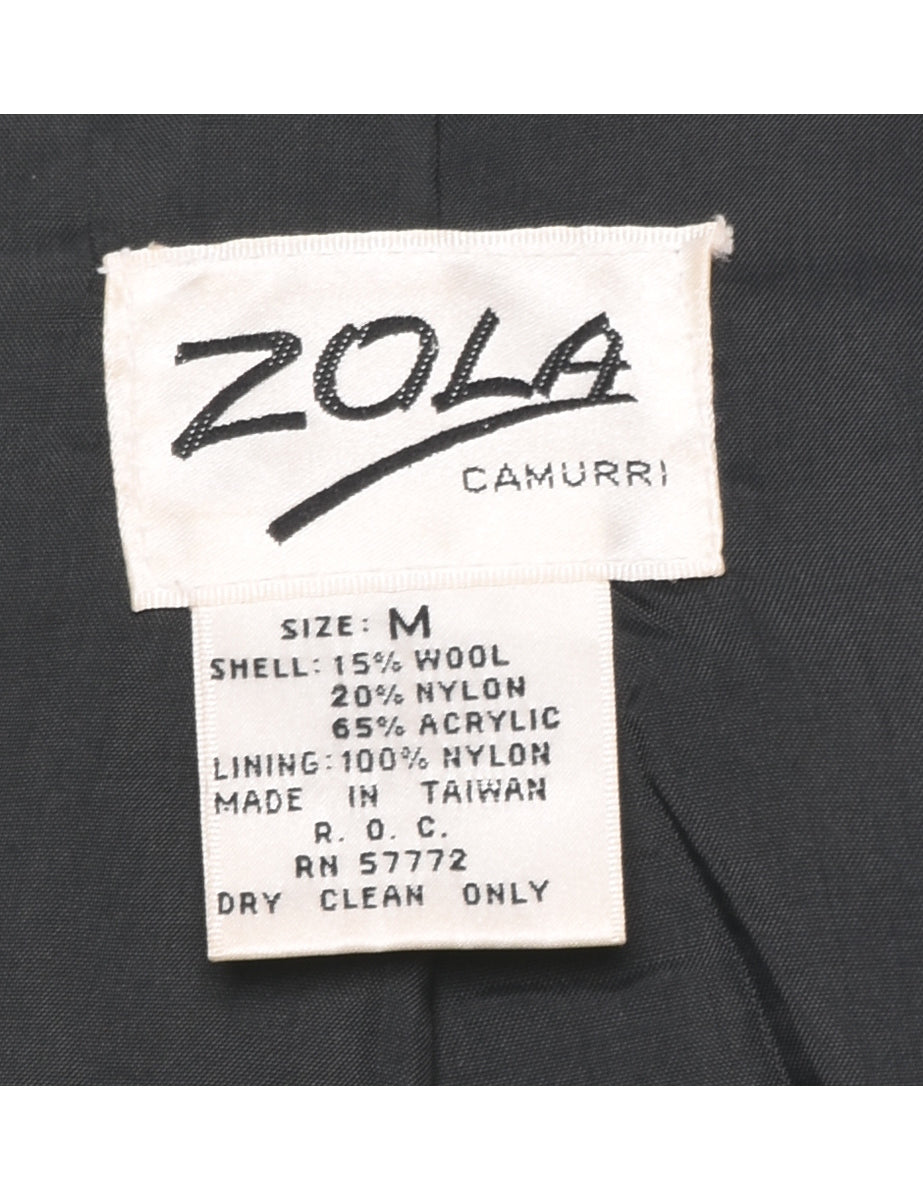 ZOLA
CAMURRI
SIZE: M
SHELL: 15% WOOL
20% NYLON
65% ACRYLIC
LINING: 100% NYLON
MADE IN TAIWAN
R. O. C.
RN 57772
DRY CLEAN ONLY